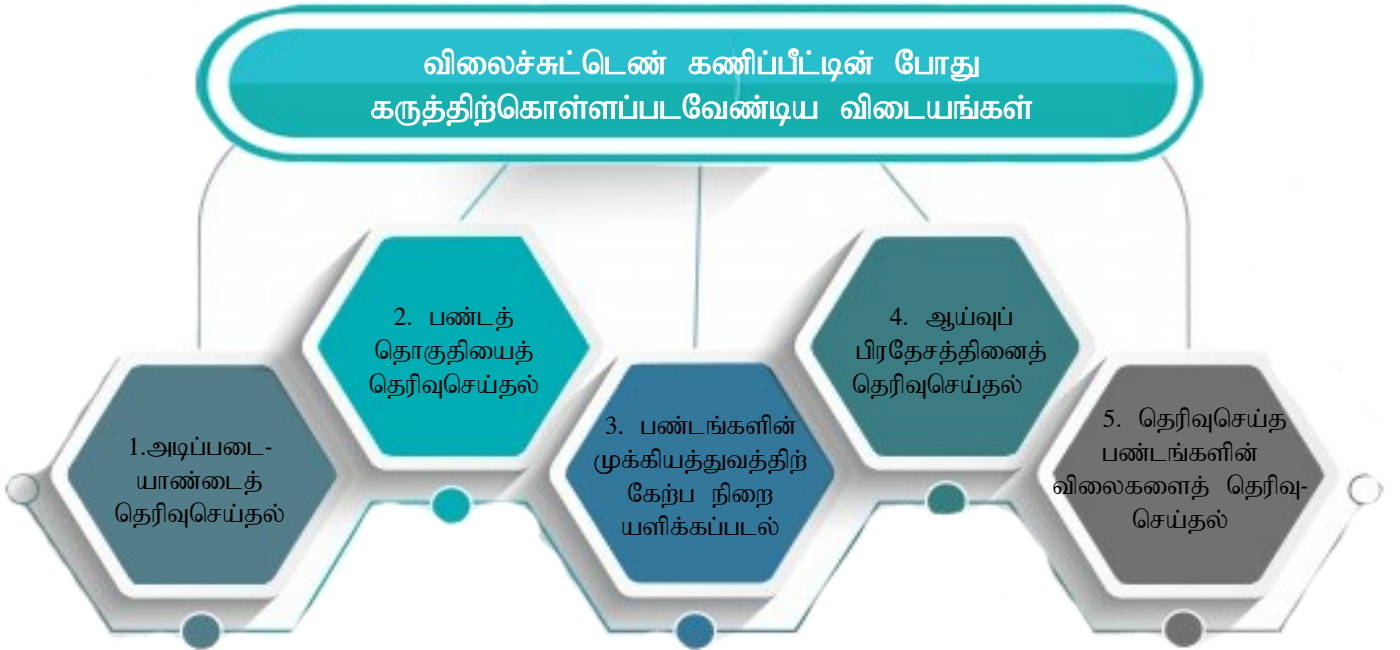 விலைச்சுட்டெண் கணிப்பீட்டின் போது
கருத்திற்கொள்ளப்படவேண்டிய விடையங்கள்
1.அடிப்படை-
யாண்டைத்
தெரிவுசெய்தல்
2. பண்டத்
தொகுதியைத்
தெரிவுசெய்தல்
3. பண்டங்களின்
முக்கியத்துவத்திற்
கேற்ப நிறை
யளிக்கப்படல்
4. ஆய்வுப்
பிரதேசத்தினைத்
தெரிவுசெய்தல்
5. தெரிவுசெய்த
பண்டங்களின்
விலைகளைத் தெரிவு-
செய்தல்